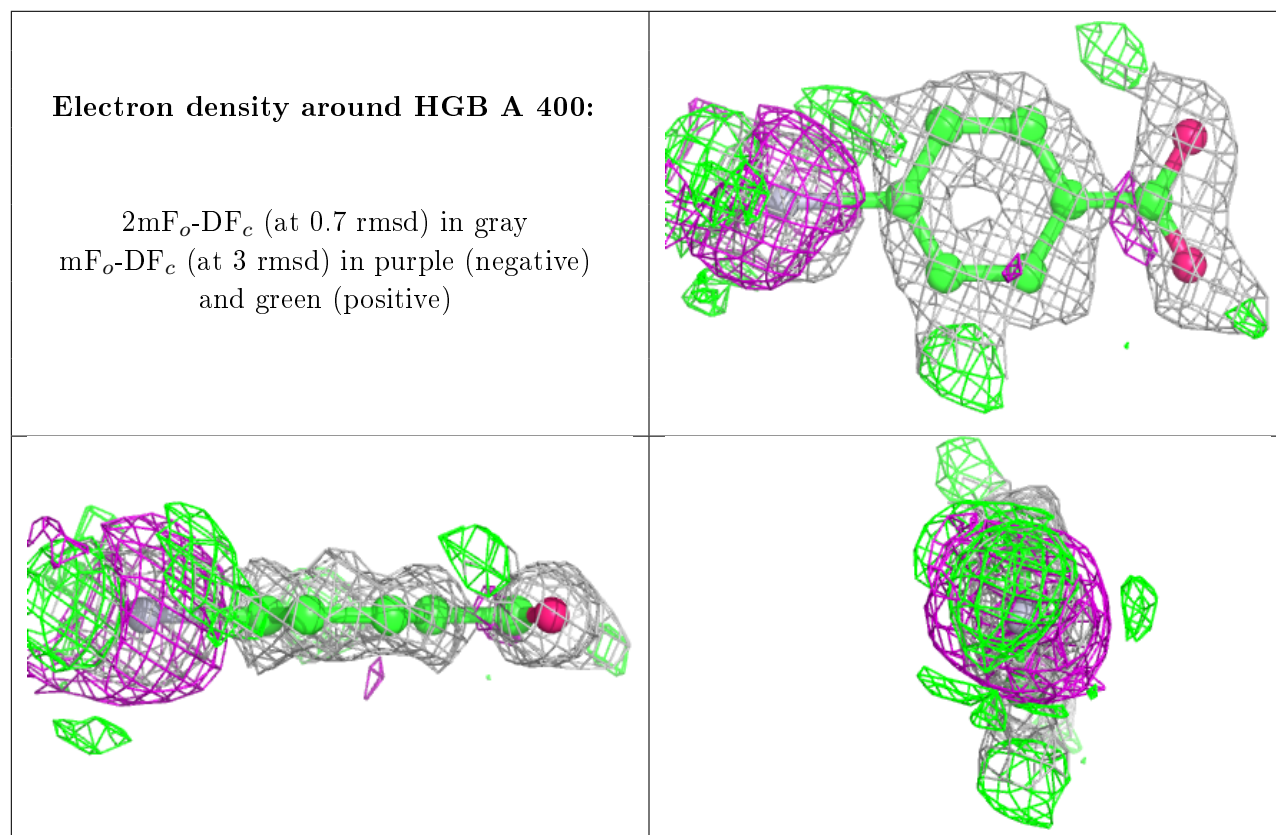 Electron density around HGB A 400:
2mFₒ-DF𝒸 (at 0.7 rmsd) in gray
mFₒ-DF𝒸 (at 3 rmsd) in purple (negative)
and green (positive)